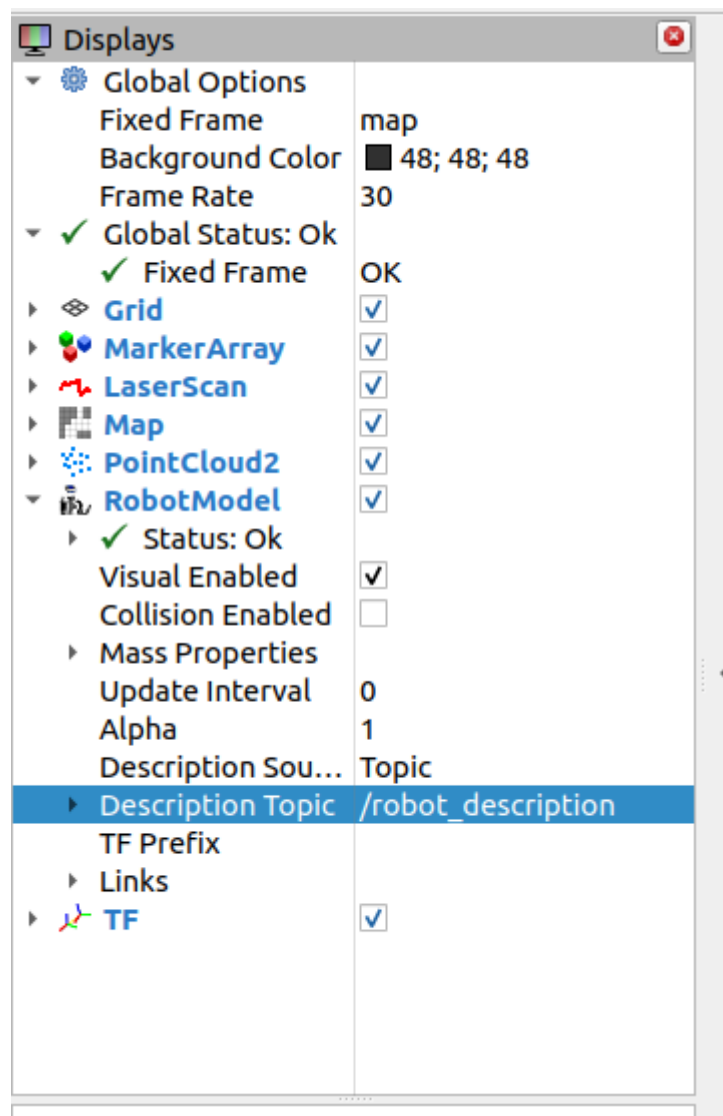 Displays
Global Options
Fixed Frame map
Background Color 48; 48; 48
Frame Rate 30
Global Status: Ok
Fixed Frame OK
Grid
MarkerArray
LaserScan
Map
PointCloud2
RobotModel
Status: Ok
Visual Enabled
Collision Enabled
Mass Properties
Update Interval 0
Alpha 1
Description Sou... Topic
Description Topic /robot_description
TF Prefix
Links
TF